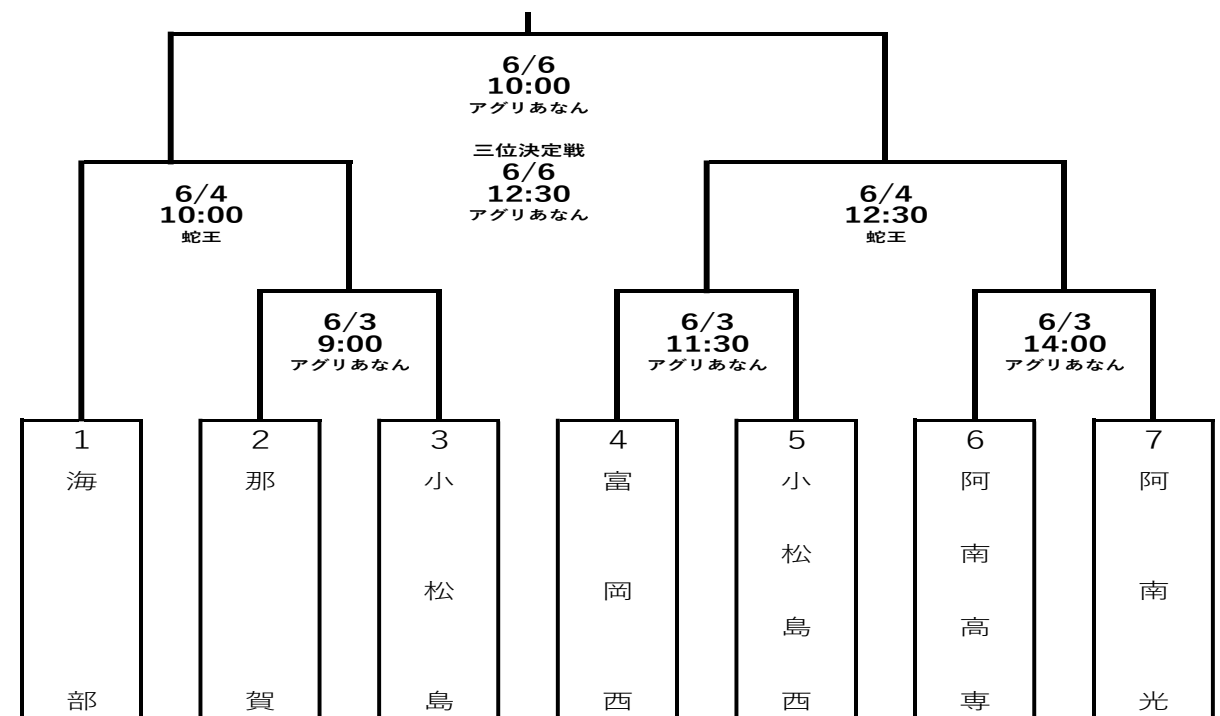 6/6
10:00
アグリあなん
三位決定戦
6/6
12:30
アグリあなん
6/4
10:00
蛇王
6/4
12:30
蛇王
6/3
9:00
アグリあなん
6/3
11:30
アグリあなん
6/3
14:00
アグリあなん
1
海部
2
那賀
3
小松島
4
富岡西
5
小松島西
6
阿南高専
7
阿南光